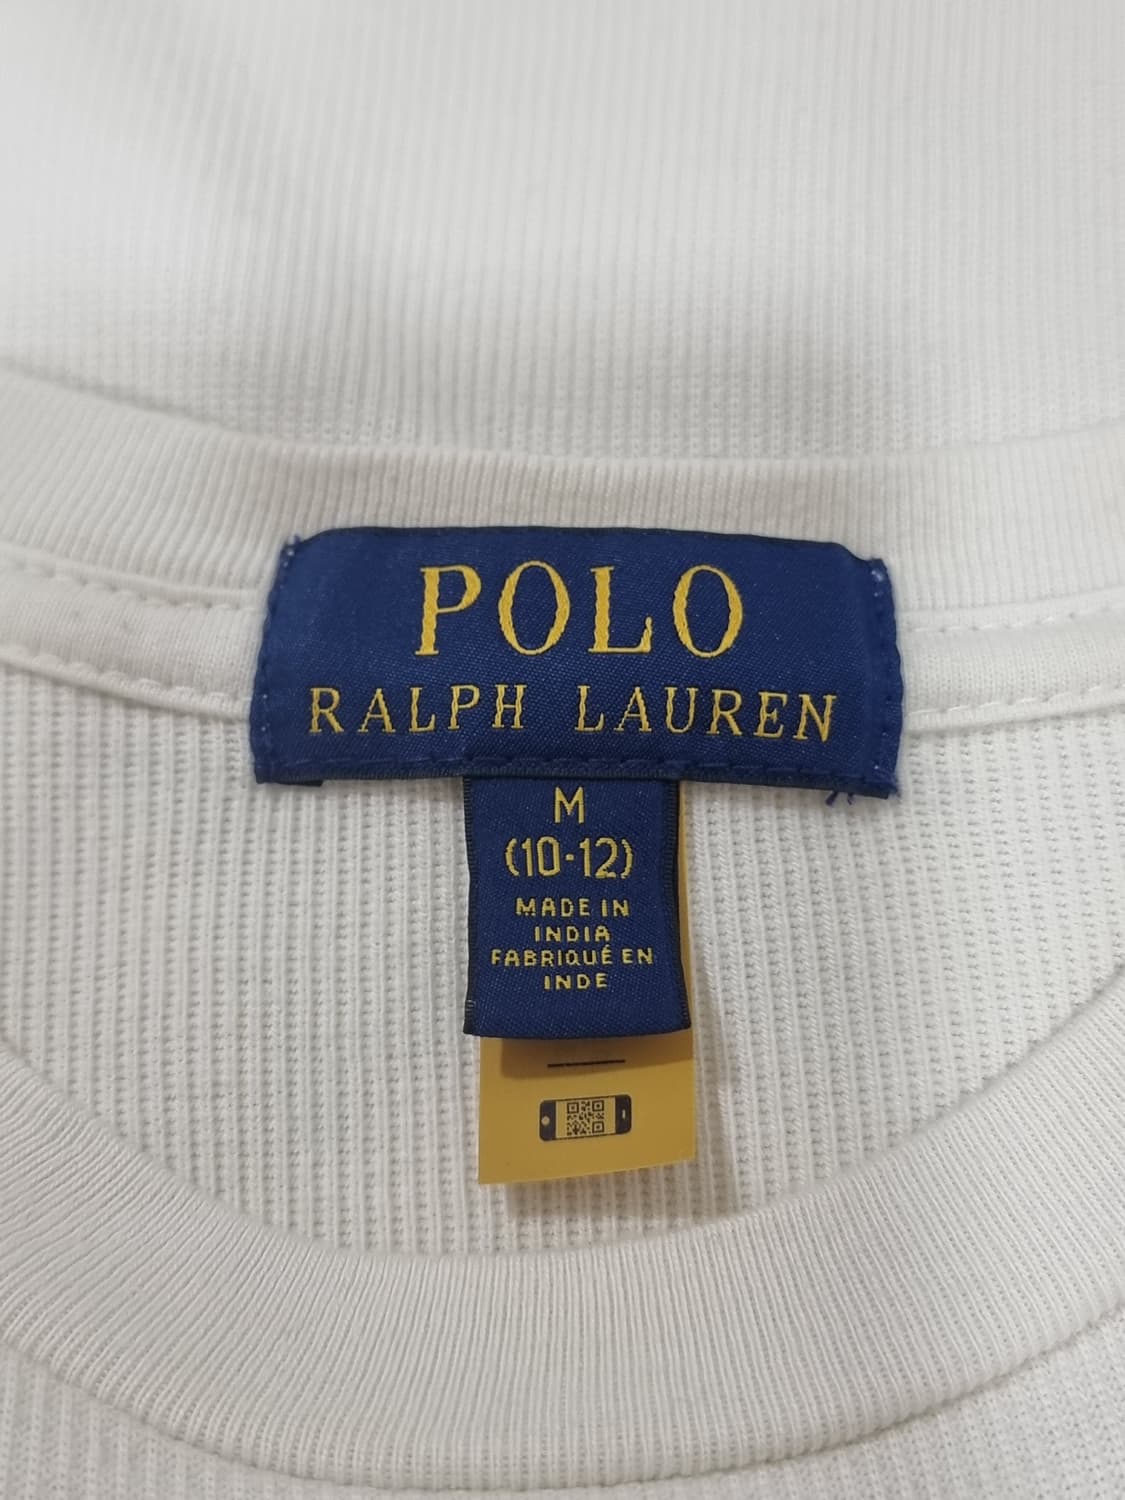 POLO
RALPH LAUREN
M
(10-12)
MADE IN
INDIA
FABRIQUÉ EN
INDE